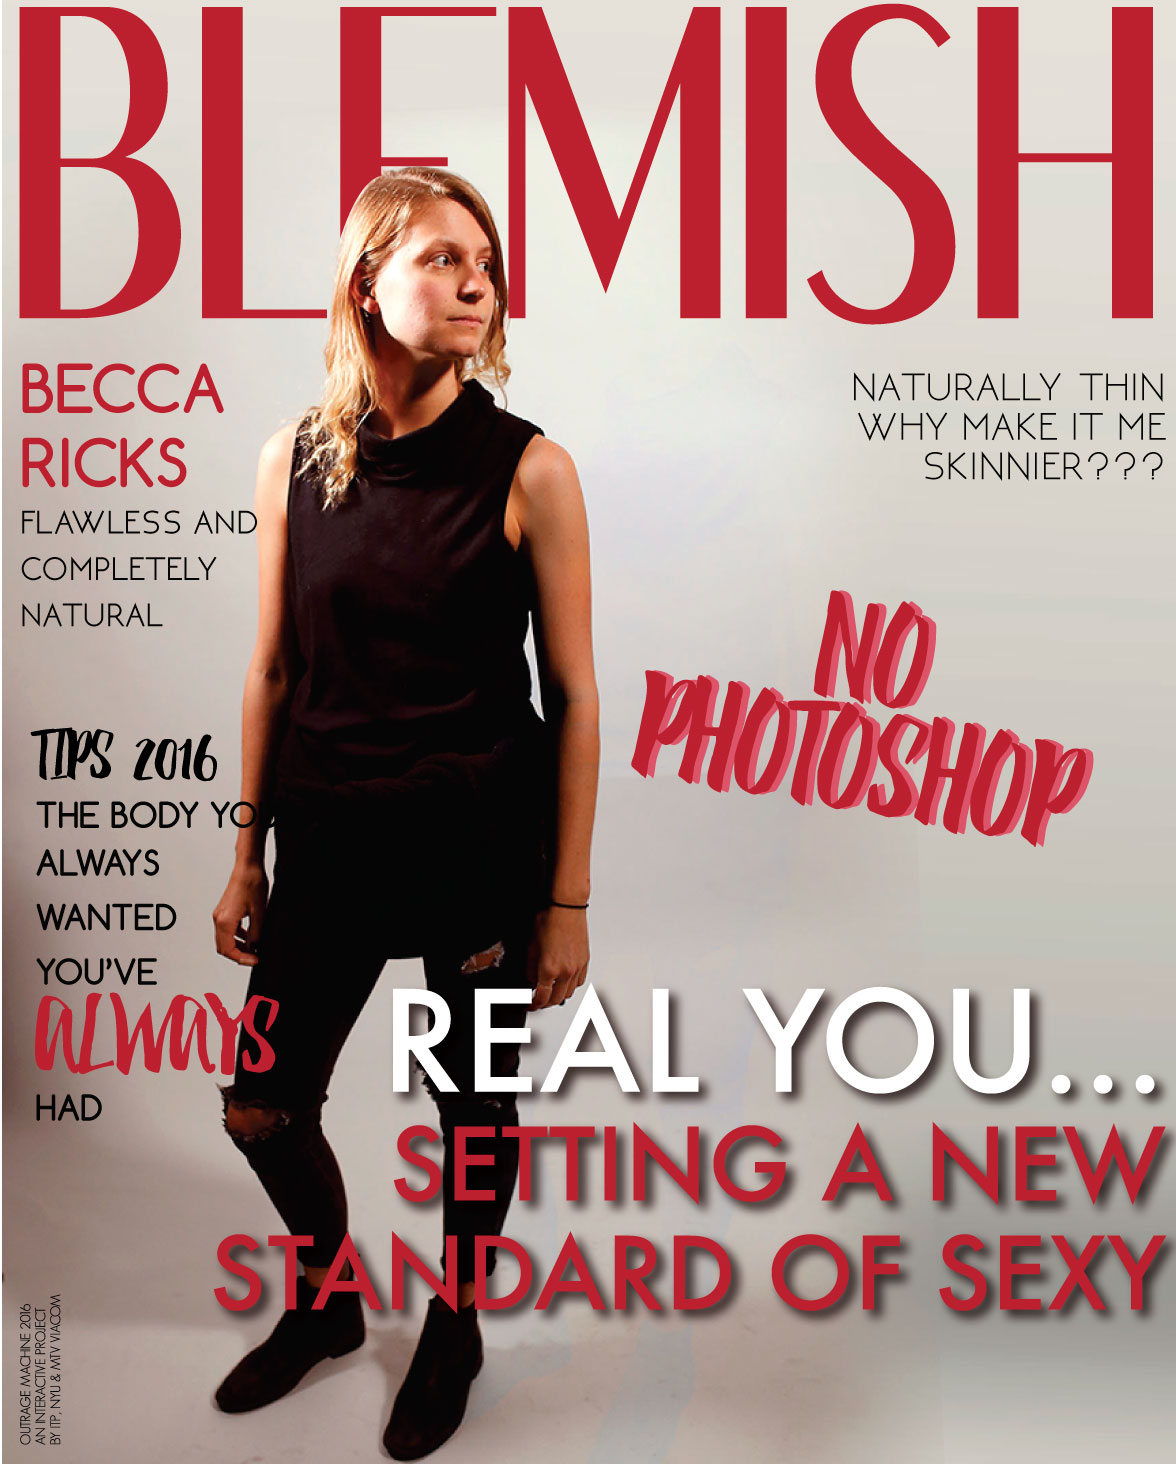 BLEMISH
BECCA
RICKS
FLAWLESS AND
COMPLETELY
NATURAL
NATURALLY THIN
WHY MAKE IT ME
SKINNIER???
NO
PHOTOSHOP
TIPS 2016
THE BODY YOU
ALWAYS
WANTED
YOU'VE
ALWAYS
HAD
REAL YOU...
SETTING A NEW
STANDARD OF SEXY
OUTRAGE MACHINE 2016
AN INTERACTIVE PROJECT
BY ITP, NYU & MTV VIACOM